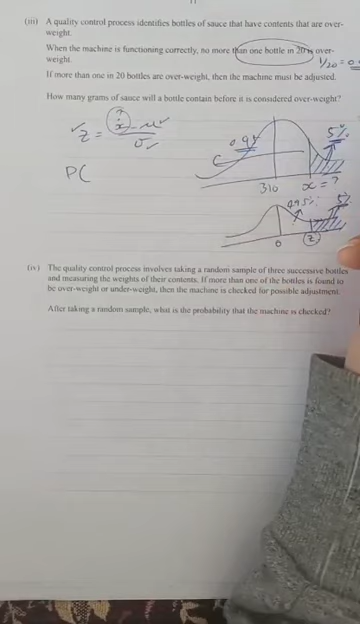 11
(iii) A quality control process identifies bottles of sauce that have contents that are over-
weight.
When the machine is functioning correctly, no more than one bottle in 20 is over-
weight.
1/20 = 0
If more than one in 20 bottles are over-weight, then the machine must be adjusted.
How many grams of sauce will a bottle contain before it is considered over-weight?
z = x - μ
σ
0.95
5%
PC
310 x = ?
5%
0 z
(iv) The quality control process involves taking a random sample of three successive bottles
and measuring the weights of their contents. If more than one of the bottles is found to
be over-weight or under-weight, then the machine is checked for possible adjustment.
After taking a random sample, what is the probability that the machine is checked?